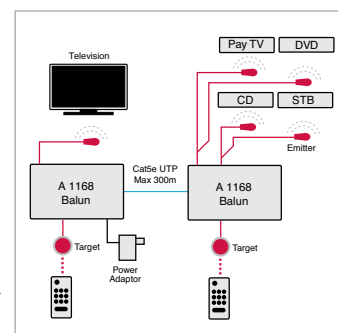 Television
Pay TV
DVD
CD
STB
Emitter
Cat5e UTP
Max 300m
A 1168
Balun
A 1168
Balun
Target
Power
Adaptor
Target